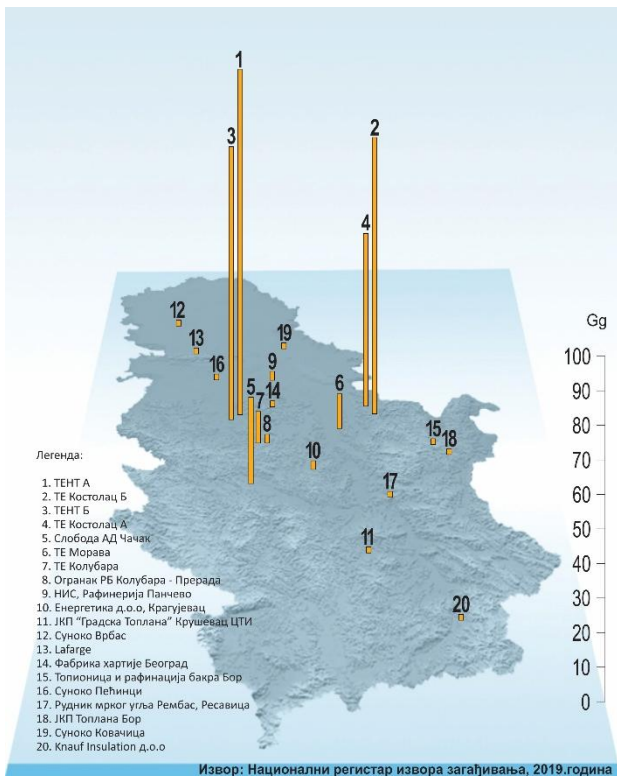 1
2
3
4
12
13
19
16
9
5
7
14
6
8
10
15
18
17
11
20
Gg
100
90
80
70
60
50
40
30
20
10
0
Легенда:
1. ТЕНТ А
2. ТЕ Костолац Б
3. ТЕНТ Б
4. ТЕ Костолац А
5. Слобода АД Чачак
6. ТЕ Морава
7. ТЕ Колубара
8. Огранак РБ Колубара - Прерада
9. НИС, Рафинерија Панчево
10. Енергетика д.о.о, Крагујевац
11. ЈКП "Градска Топлана" Крушевац ЦТИ
12. Суноко Врбас
13. Lafarge
14. Фабрика хартије Београд
15. Топионица и рафинација бакра Бор
16. Суноко Пећинци
17. Рудник мрког угља Рембас, Ресавица
18. ЈКП Топлана Бор
19. Суноко Ковачица
20. Knauf Insulation д.о.о
Извор: Национални регистар извора загађивања, 2019.година